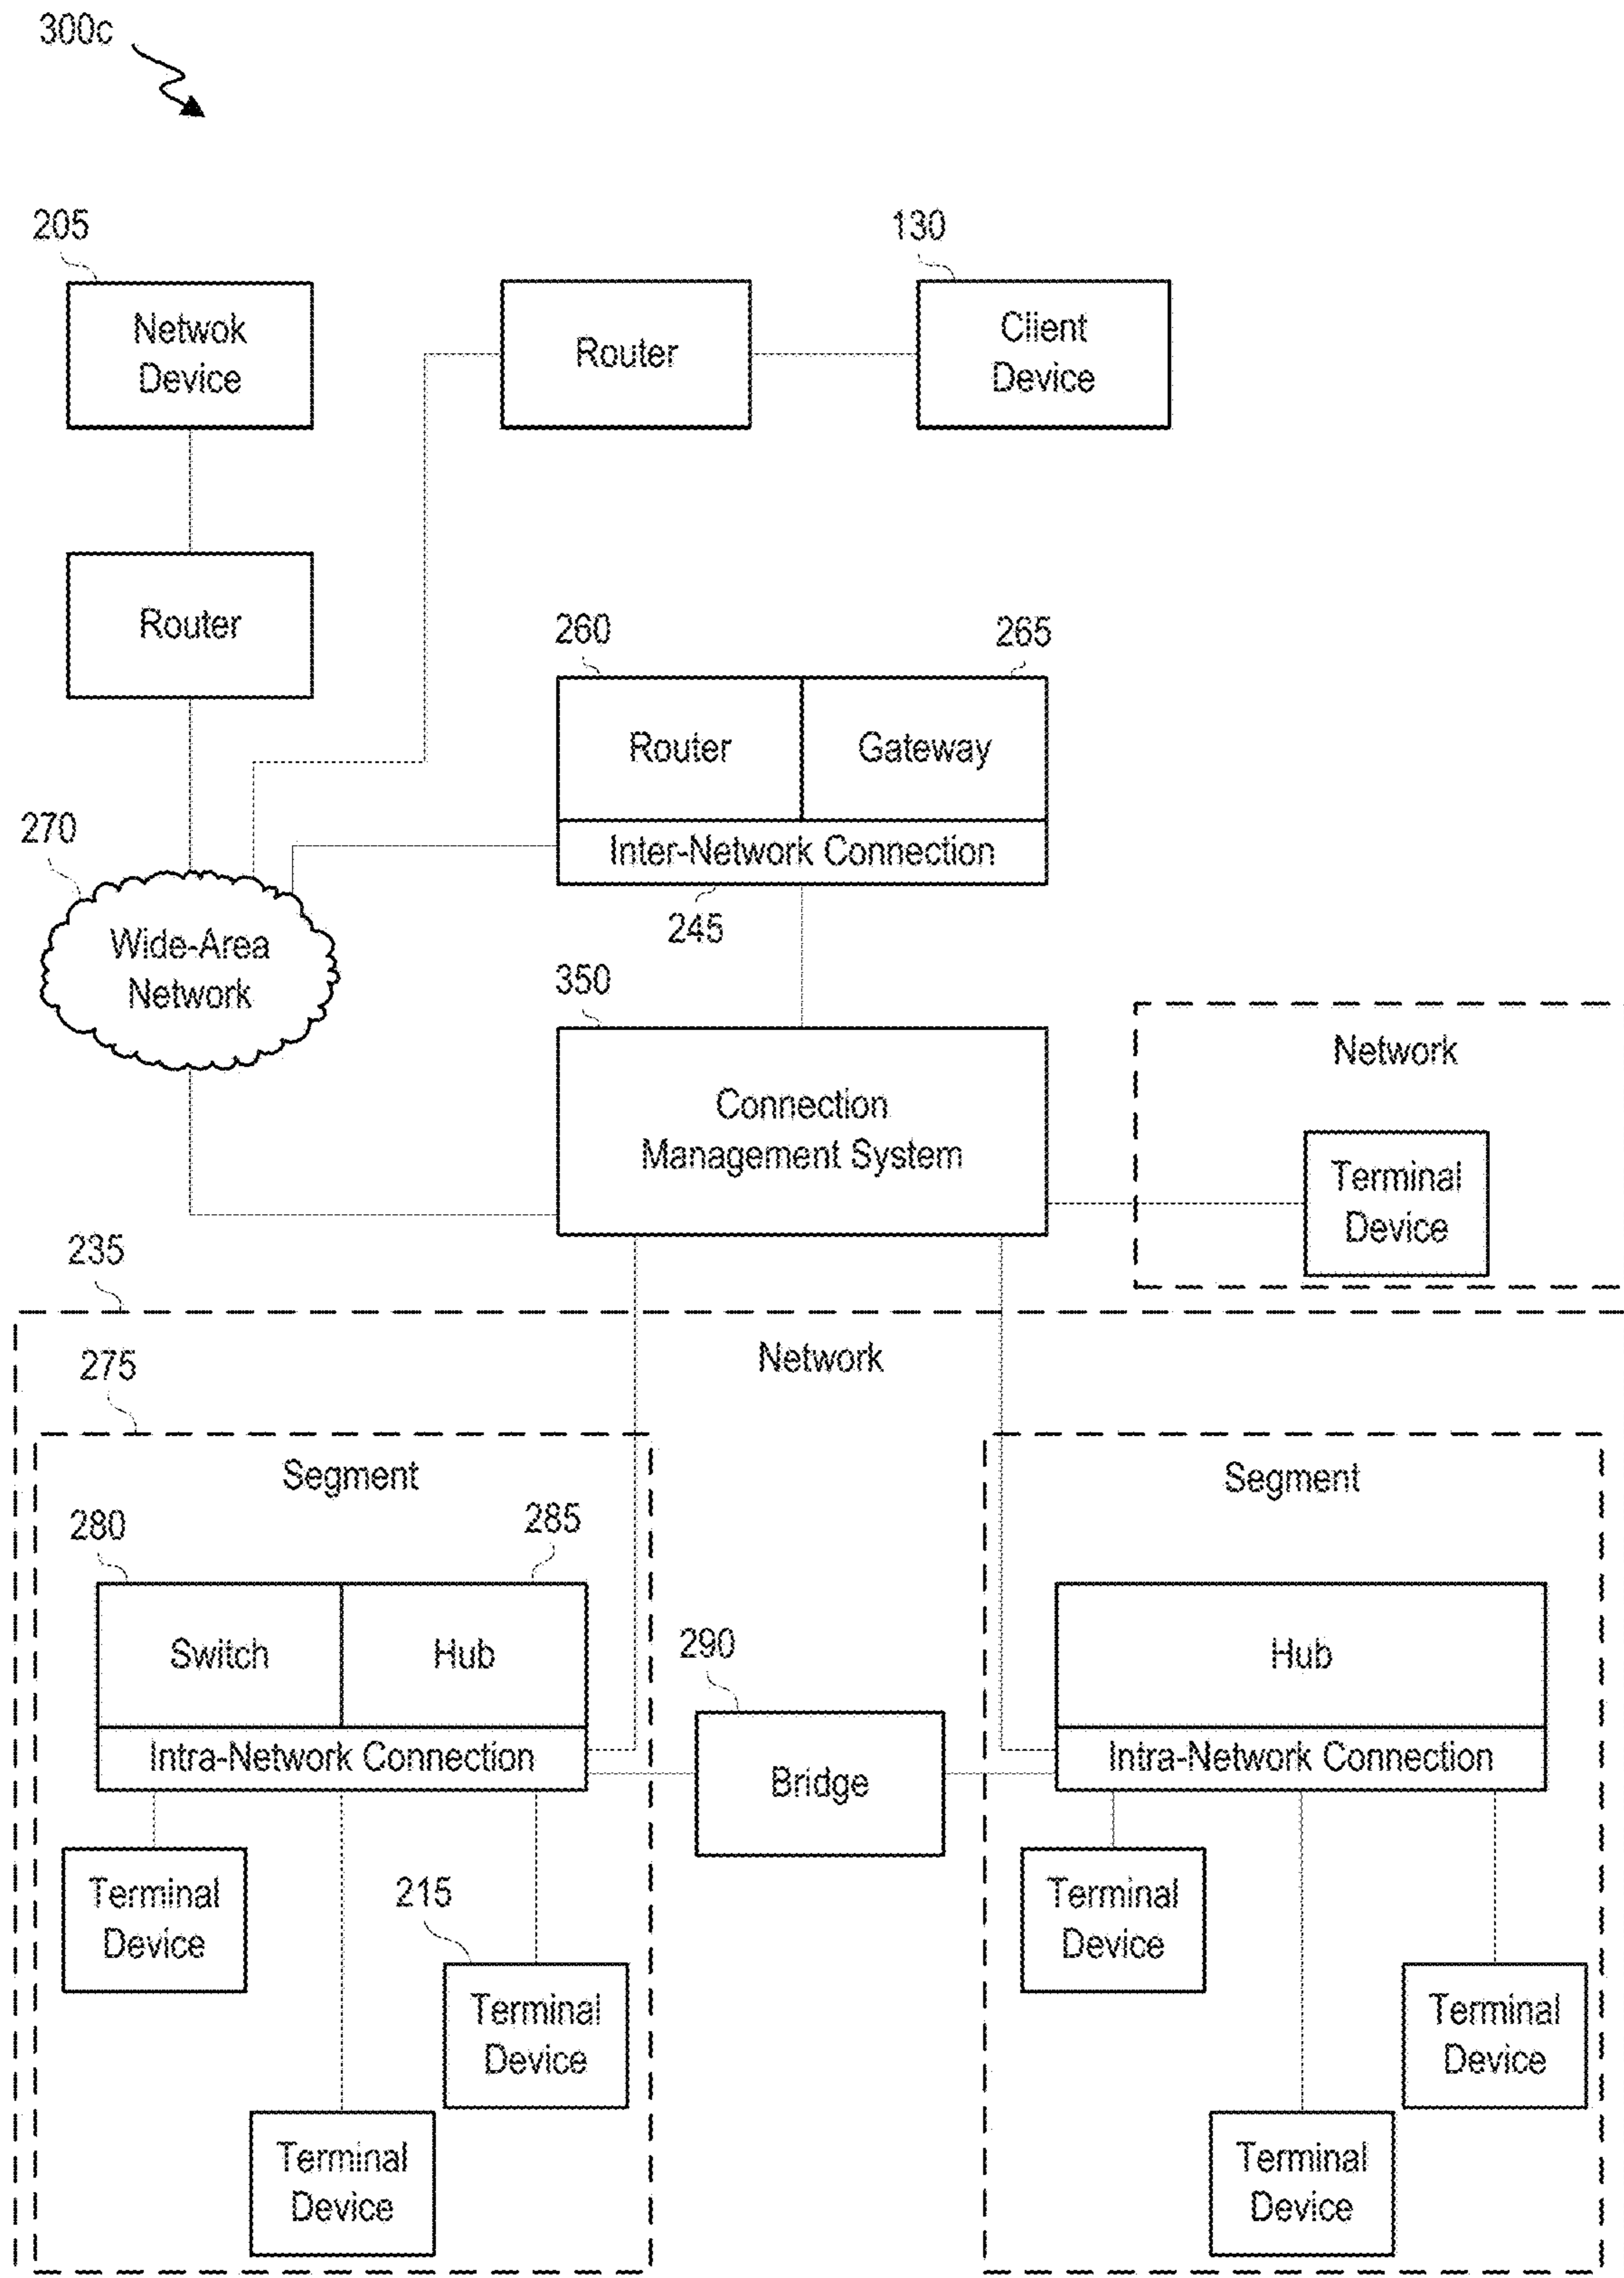 300c
205
130
Netwok
Device
Router
Client
Device
Router
260
265
Router
Gateway
Inter-Network Connection
245
270
Wide-Area
Network
350
Connection
Management System
Network
Terminal
Device
235
Network
275
Segment
280
285
Switch
Hub
Intra-Network Connection
290
Bridge
Segment
Hub
Intra-Network Connection
Terminal
Device
215
Terminal
Device
Terminal
Device
Terminal
Device
Terminal
Device
Terminal
Device